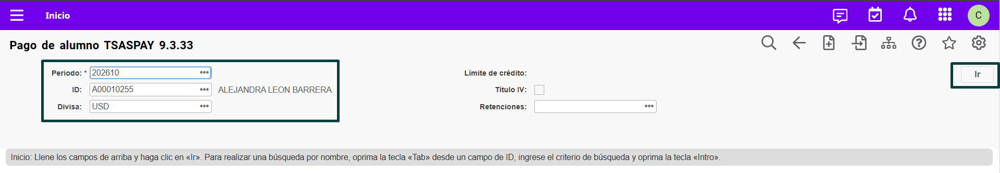 Inicio
C
Pago de alumno TSASPAY 9.3.33
Periodo: * 202610 •••
ID: A00010255 ••• ALEJANDRA LEON BARRERA
Divisa: USD •••
Límite de crédito:
Título IV:
Retenciones: •••
Ir
Inicio: Llene los campos de arriba y haga clic en «Ir». Para realizar una búsqueda por nombre, oprima la tecla «Tab» desde un campo de ID, ingrese el criterio de búsqueda y oprima la tecla «Intro».